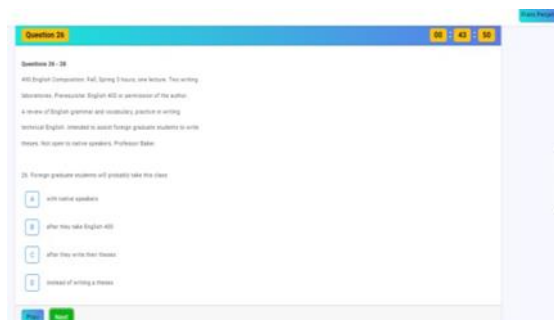 Question 26
00 : 43 : 50
Questions 26 - 28
English Composition. Fall, Spring 3 hours; one lecture. Two writing
laboratories. Prerequisite: English 400 or permission of the author.
A review of English grammar and vocabulary, practice in writing
technical English. Intended to assist foreign graduate students to write
theses. Not open to native speakers. Professor Baker.
26. Foreign graduate students will probably take this class
A with native speakers
B after they take English 400
C after they write their theses
D instead of writing a thesis
Prev Next